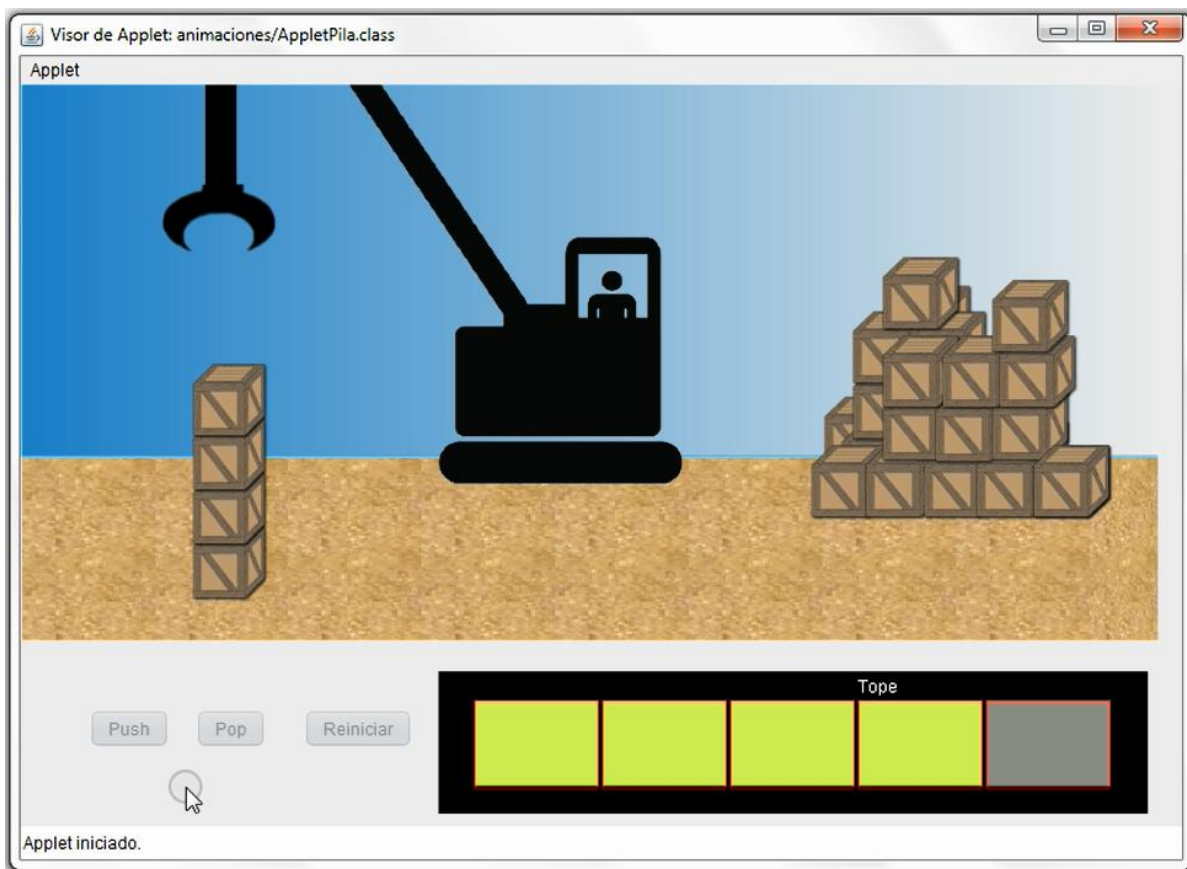 Visor de Applet: animaciones/AppletPila.class
Applet
Tope
Push
Pop
Reiniciar
Applet iniciado.